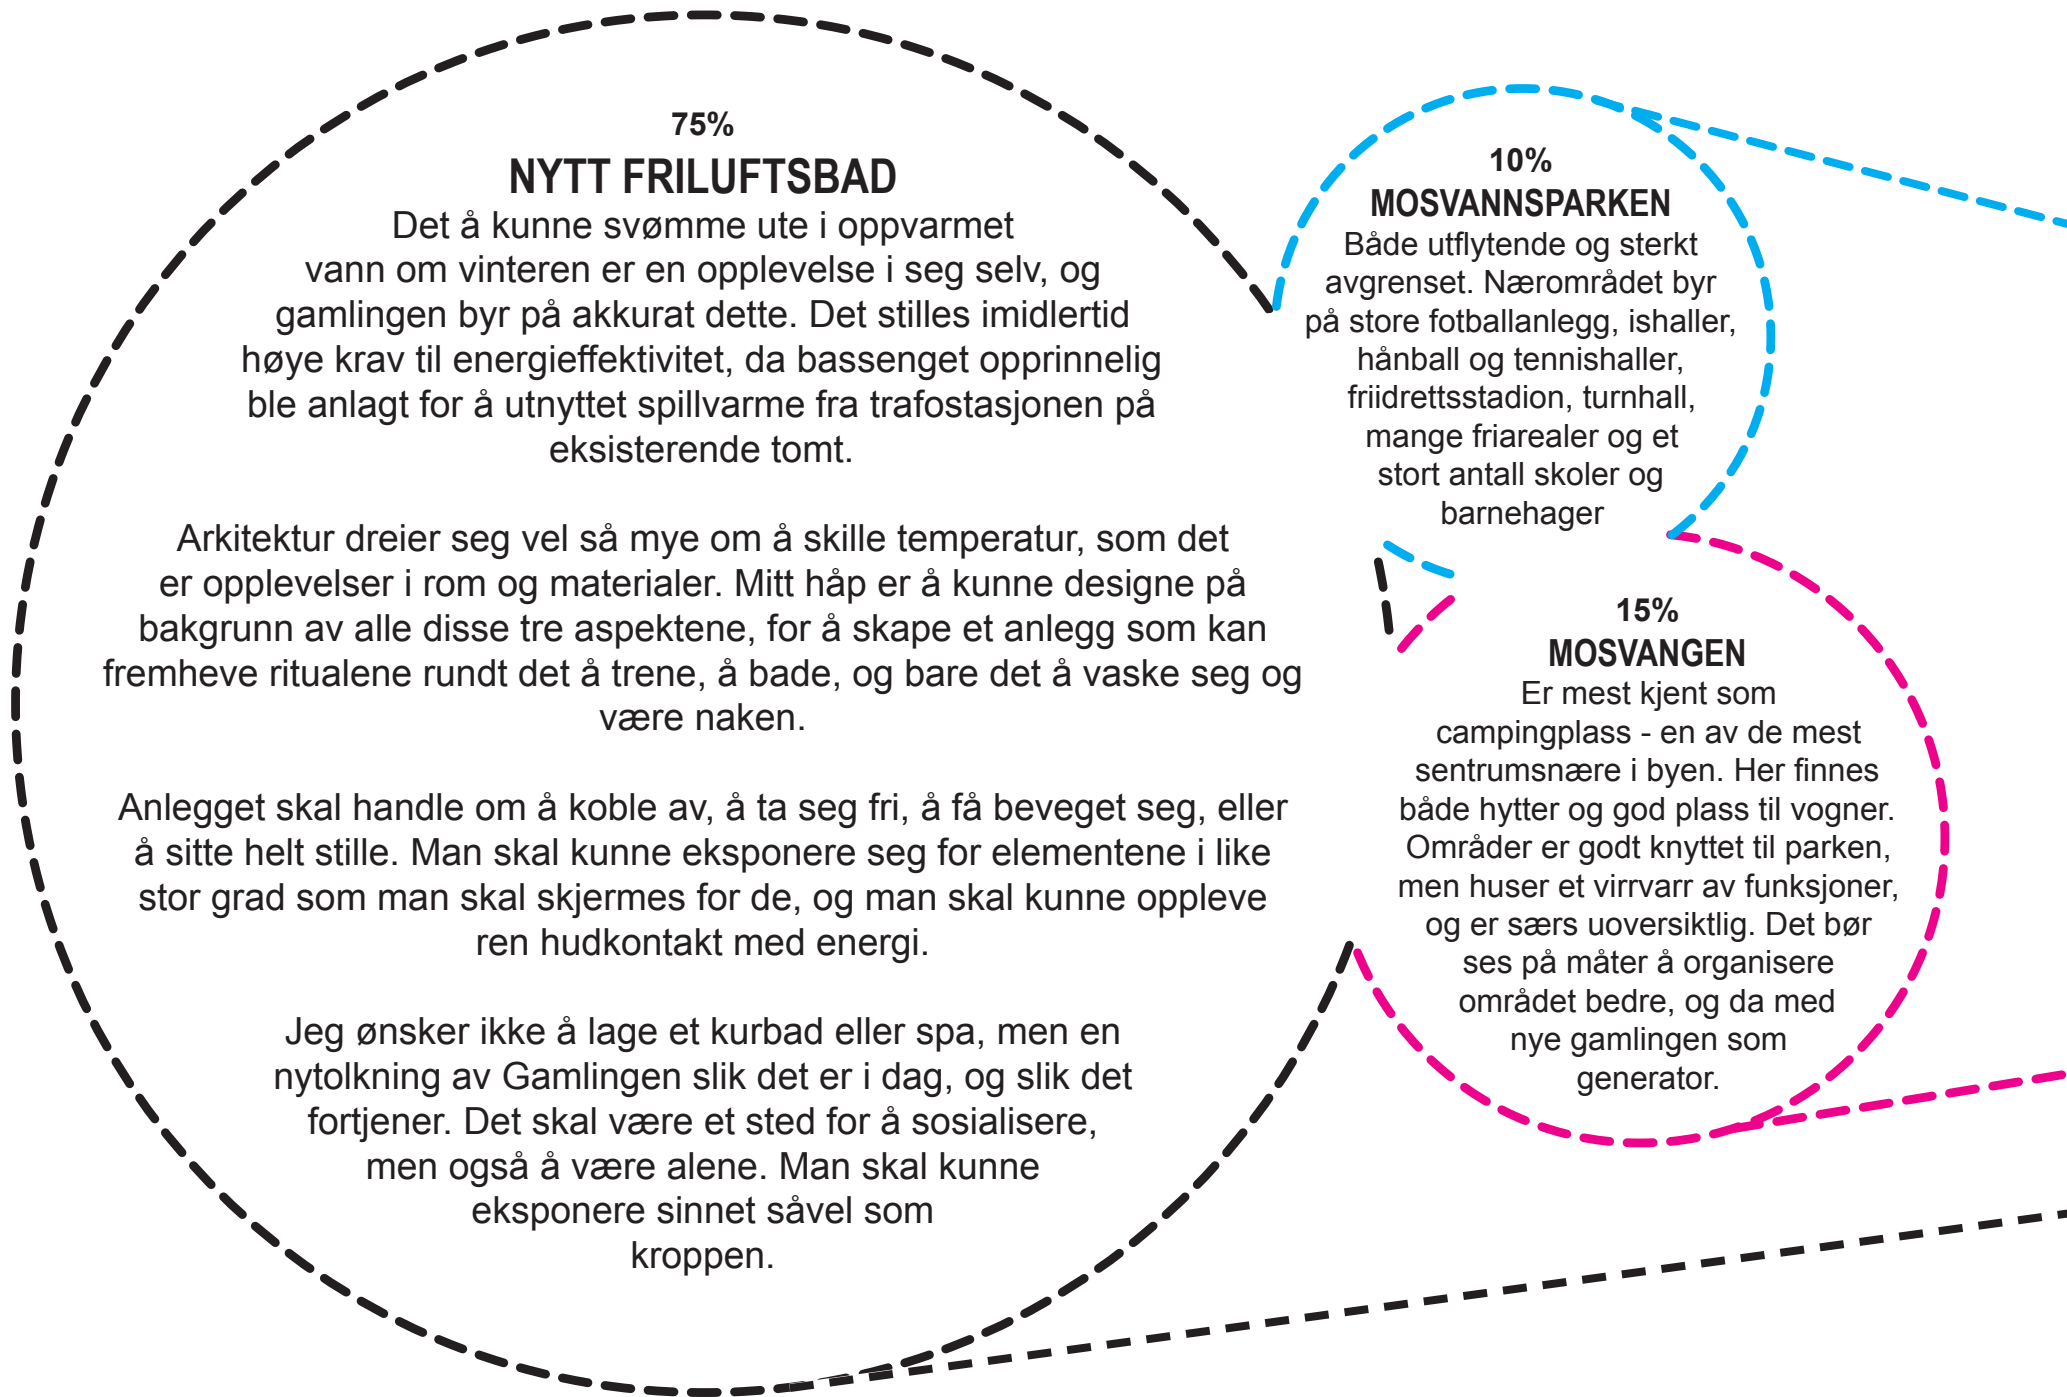 75%
NYTT FRILUFTSBAD
Det å kunne svømme ute i oppvarmet
vann om vinteren er en opplevelse i seg selv, og
gamlingen byr på akkurat dette. Det stilles imidlertid
høye krav til energieffektivitet, da bassenget opprinnelig
ble anlagt for å utnyttet spillvarme fra trafostasjonen på
eksisterende tomt.
Arkitektur dreier seg vel så mye om å skille temperatur, som det
er opplevelser i rom og materialer. Mitt håp er å kunne designe på
bakgrunn av alle disse tre aspektene, for å skape et anlegg som kan
fremheve ritualene rundt det å trene, å bade, og bare det å vaske seg og
være naken.
Anlegget skal handle om å koble av, å ta seg fri, å få beveget seg, eller
å sitte helt stille. Man skal kunne eksponere seg for elementene i like
stor grad som man skal skjermes for de, og man skal kunne oppleve
ren hudkontakt med energi.
Jeg ønsker ikke å lage et kurbad eller spa, men en
nytolkning av Gamlingen slik det er i dag, og slik det
fortjener. Det skal være et sted for å sosialisere,
men også å være alene. Man skal kunne
eksponere sinnet såvel som
kroppen.
10%
MOSVANNSPARKEN
Både utflytende og sterkt
avgrenset. Nærområdet byr
på store fotballanlegg, ishaller,
hånball og tennishaller,
friidrettsstadion, turnhall,
mange friarealer og et
stort antall skoler og
barnehager
15%
MOSVANGEN
Er mest kjent som
campingplass - en av de mest
sentrumsnære i byen. Her finnes
både hytter og god plass til vogner.
Områder er godt knyttet til parken,
men huser et virrvarr av funksjoner,
og er særs uoversiktlig. Det bør
ses på måter å organisere
området bedre, og da med
nye gamlingen som
generator.